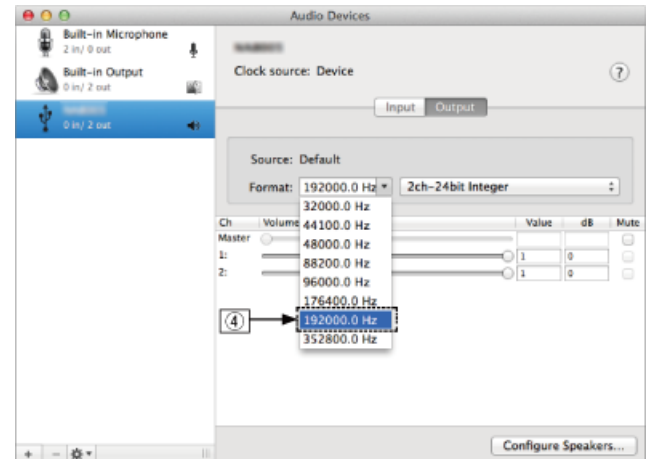 Audio Devices
Built-in Microphone
2 in/ 0 out
Built-in Output
0 in/ 2 out
0 in/ 2 out
Clock source: Device
?
Input Output
Source: Default
Format: 192000.0 Hz 2ch-24bit Integer
32000.0 Hz
44100.0 Hz
48000.0 Hz
88200.0 Hz
96000.0 Hz
176400.0 Hz
④ 192000.0 Hz
352800.0 Hz
Ch Volume Value dB Mute
Master
1: 1 0
2: 1 0
+ -
Configure Speakers...